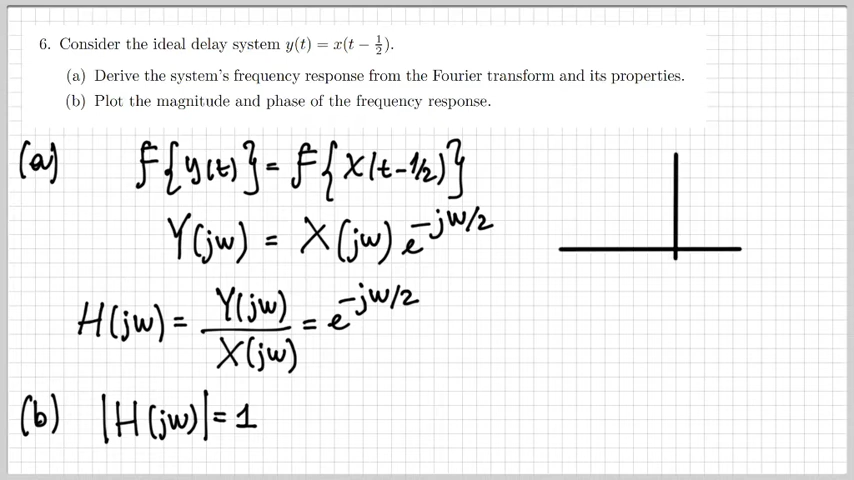 6. Consider the ideal delay system y(t) = x(t − 1/2).
(a) Derive the system's frequency response from the Fourier transform and its properties.
(b) Plot the magnitude and phase of the frequency response.
(a) F{y(t)} = F{x(t-1/2)}
Y(jw) = X(jw) e^-jw/2
H(jw) = Y(jw)/X(jw) = e^-jw/2
(b) |H(jw)| = 1